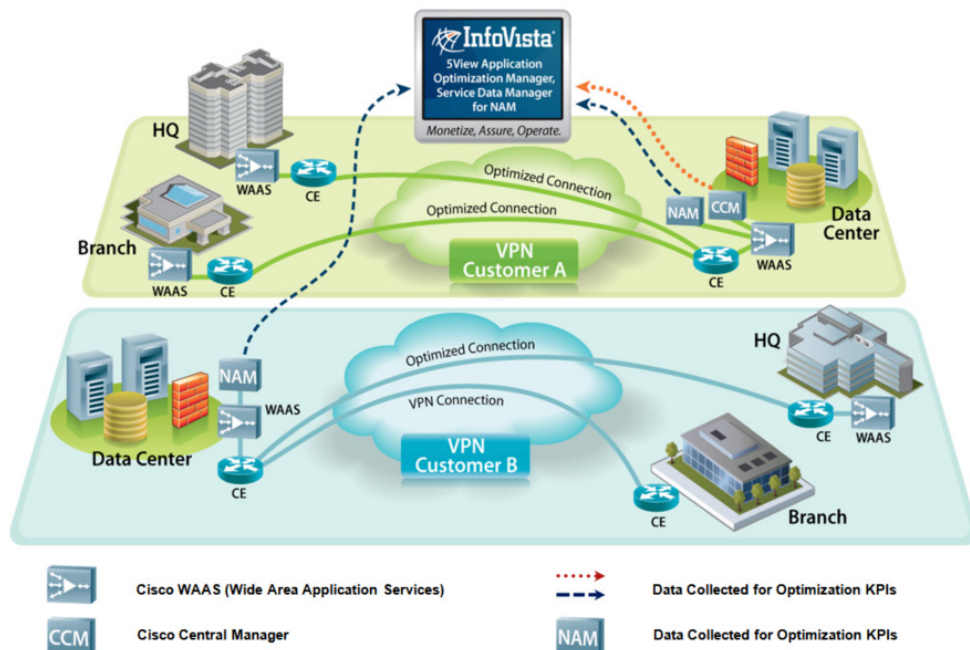 InfoVista®
5View Application
Optimization Manager,
Service Data Manager
for NAM
Monetize, Assure, Operate.
HQ
WAAS
CE
Optimized Connection
Branch
WAAS
CE
Optimized Connection
VPN
Customer A
NAM
CCM
Data
Center
WAAS
CE
NAM
WAAS
Data Center
CE
Optimized Connection
VPN Connection
VPN
Customer B
HQ
CE
WAAS
CE
Branch
Cisco WAAS (Wide Area Application Services)
Data Collected for Optimization KPIs
CCM
Cisco Central Manager
NAM
Data Collected for Optimization KPIs